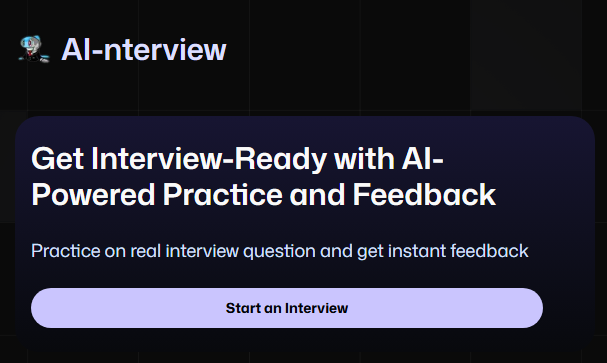 AI-nterview
Get Interview-Ready with AI-
Powered Practice and Feedback
Practice on real interview question and get instant feedback
Start an Interview